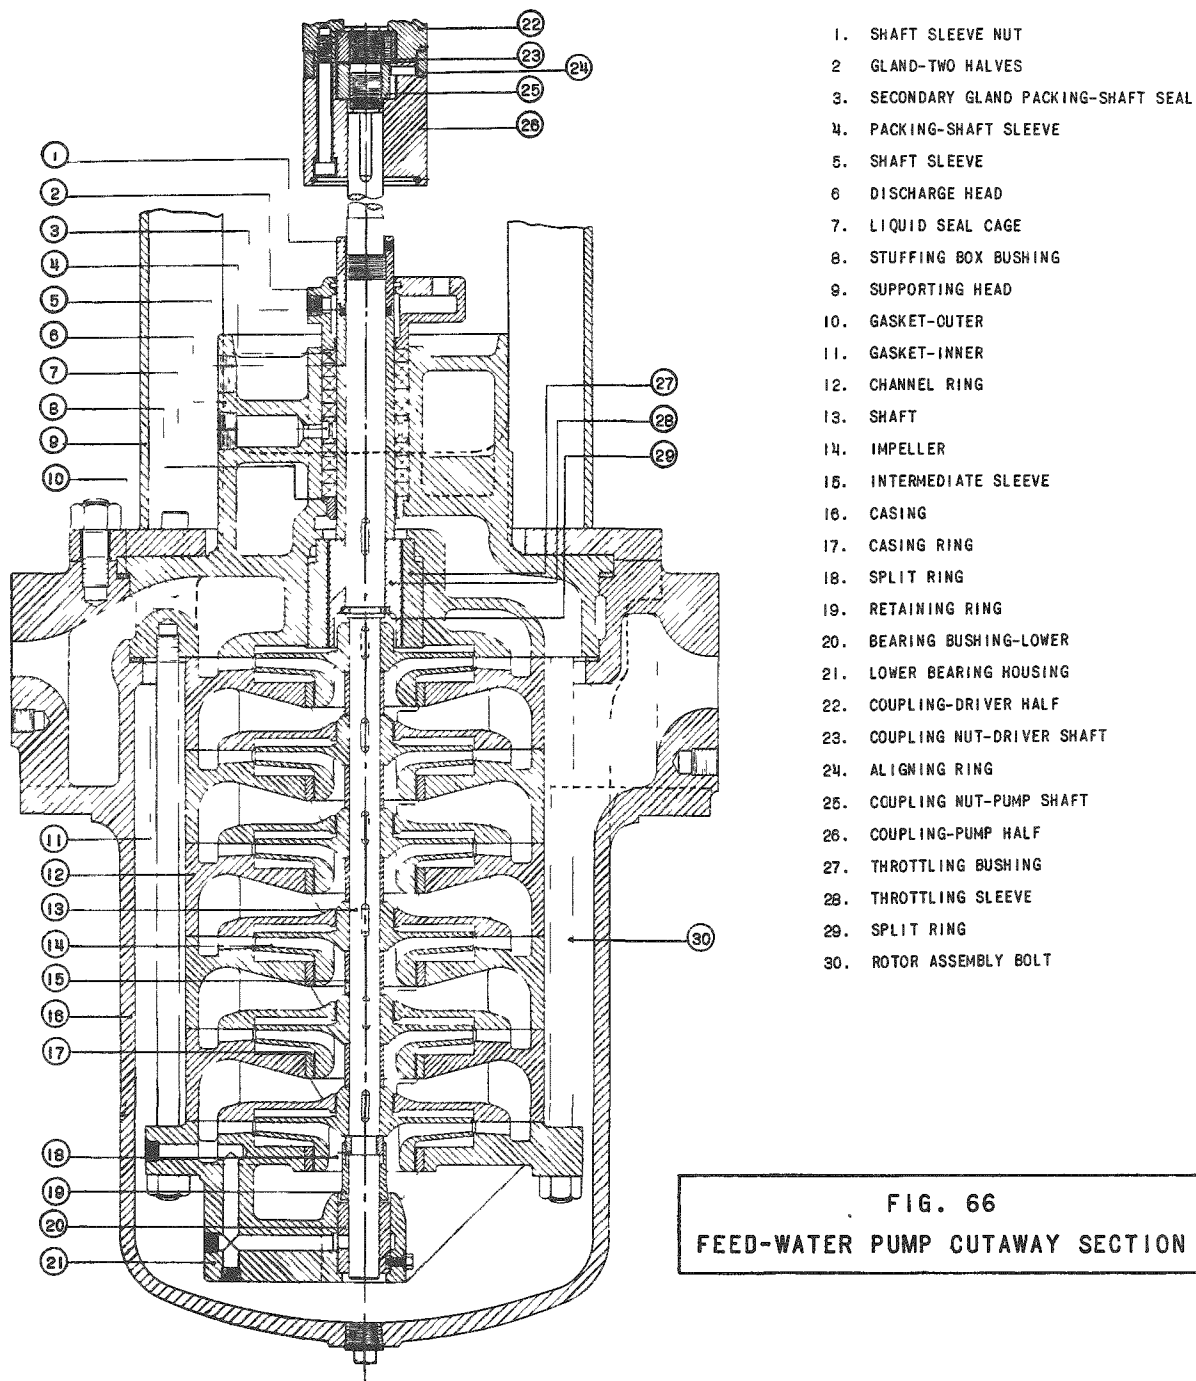 22
23
24
25
26
1
2
3
4
5
6
7
8
9
10
27
28
29
11
12
13
14
15
16
17
30
18
19
20
21
1. SHAFT SLEEVE NUT
2 GLAND-TWO HALVES
3. SECONDARY GLAND PACKING-SHAFT SEAL
4. PACKING-SHAFT SLEEVE
5. SHAFT SLEEVE
6 DISCHARGE HEAD
7. LIQUID SEAL CAGE
8. STUFFING BOX BUSHING
9. SUPPORTING HEAD
10. GASKET-OUTER
11. GASKET-INNER
12. CHANNEL RING
13. SHAFT
14. IMPELLER
15. INTERMEDIATE SLEEVE
16. CASING
17. CASING RING
18. SPLIT RING
19. RETAINING RING
20. BEARING BUSHING-LOWER
21. LOWER BEARING HOUSING
22. COUPLING-DRIVER HALF
23. COUPLING NUT-DRIVER SHAFT
24. ALIGNING RING
25. COUPLING NUT-PUMP SHAFT
26. COUPLING-PUMP HALF
27. THROTTLING BUSHING
28. THROTTLING SLEEVE
29. SPLIT RING
30. ROTOR ASSEMBLY BOLT
FIG. 66
FEED-WATER PUMP CUTAWAY SECTION